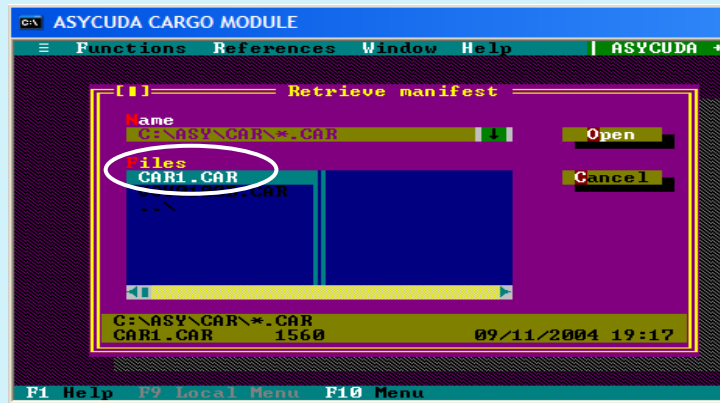 C:\ ASYCUDA CARGO MODULE
≡ Functions References Window Help | ASYCUDA +
[▮] Retrieve manifest
Name
C:\ASY\CAR\*.CAR ↓ Open
Files
CAR1.CAR Cancel
.CAR
..\
C:\ASY\CAR\*.CAR
CAR1.CAR 1560 09/11/2004 19:17
F1 Help F9 Local Menu F10 Menu